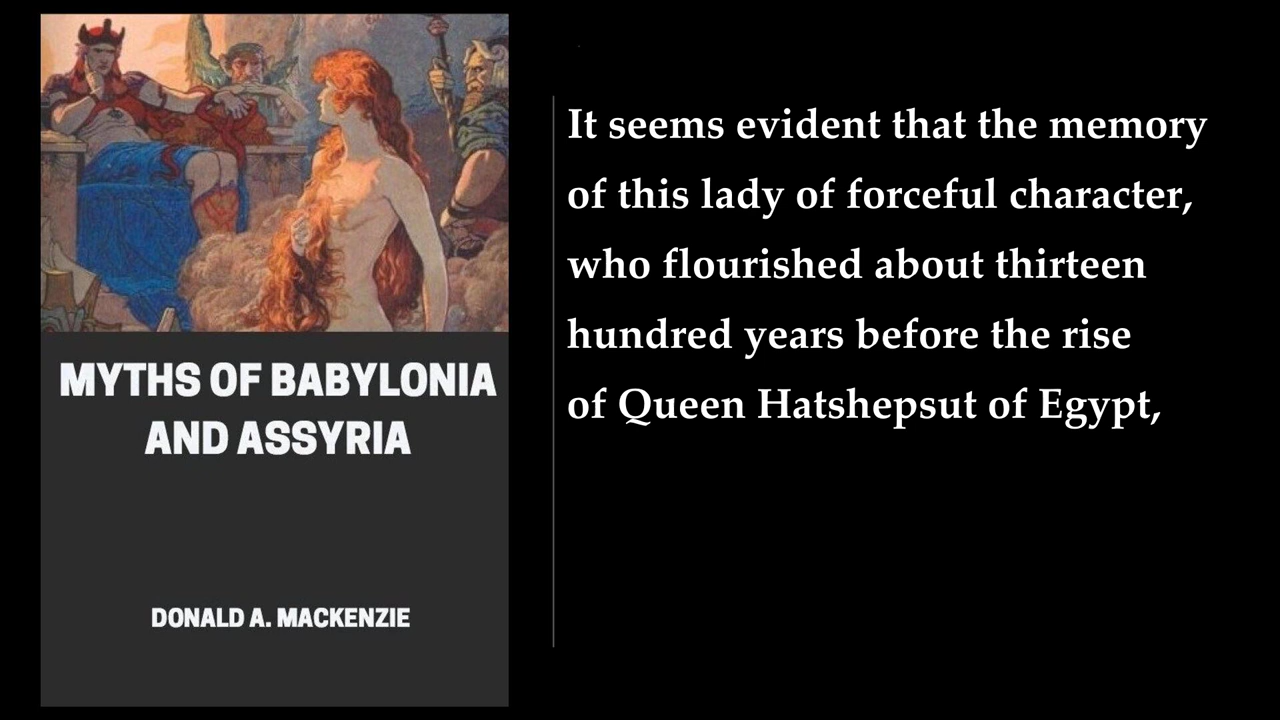 MYTHS OF BABYLONIA
AND ASSYRIA
DONALD A. MACKENZIE
It seems evident that the memory
of this lady of forceful character,
who flourished about thirteen
hundred years before the rise
of Queen Hatshepsut of Egypt,